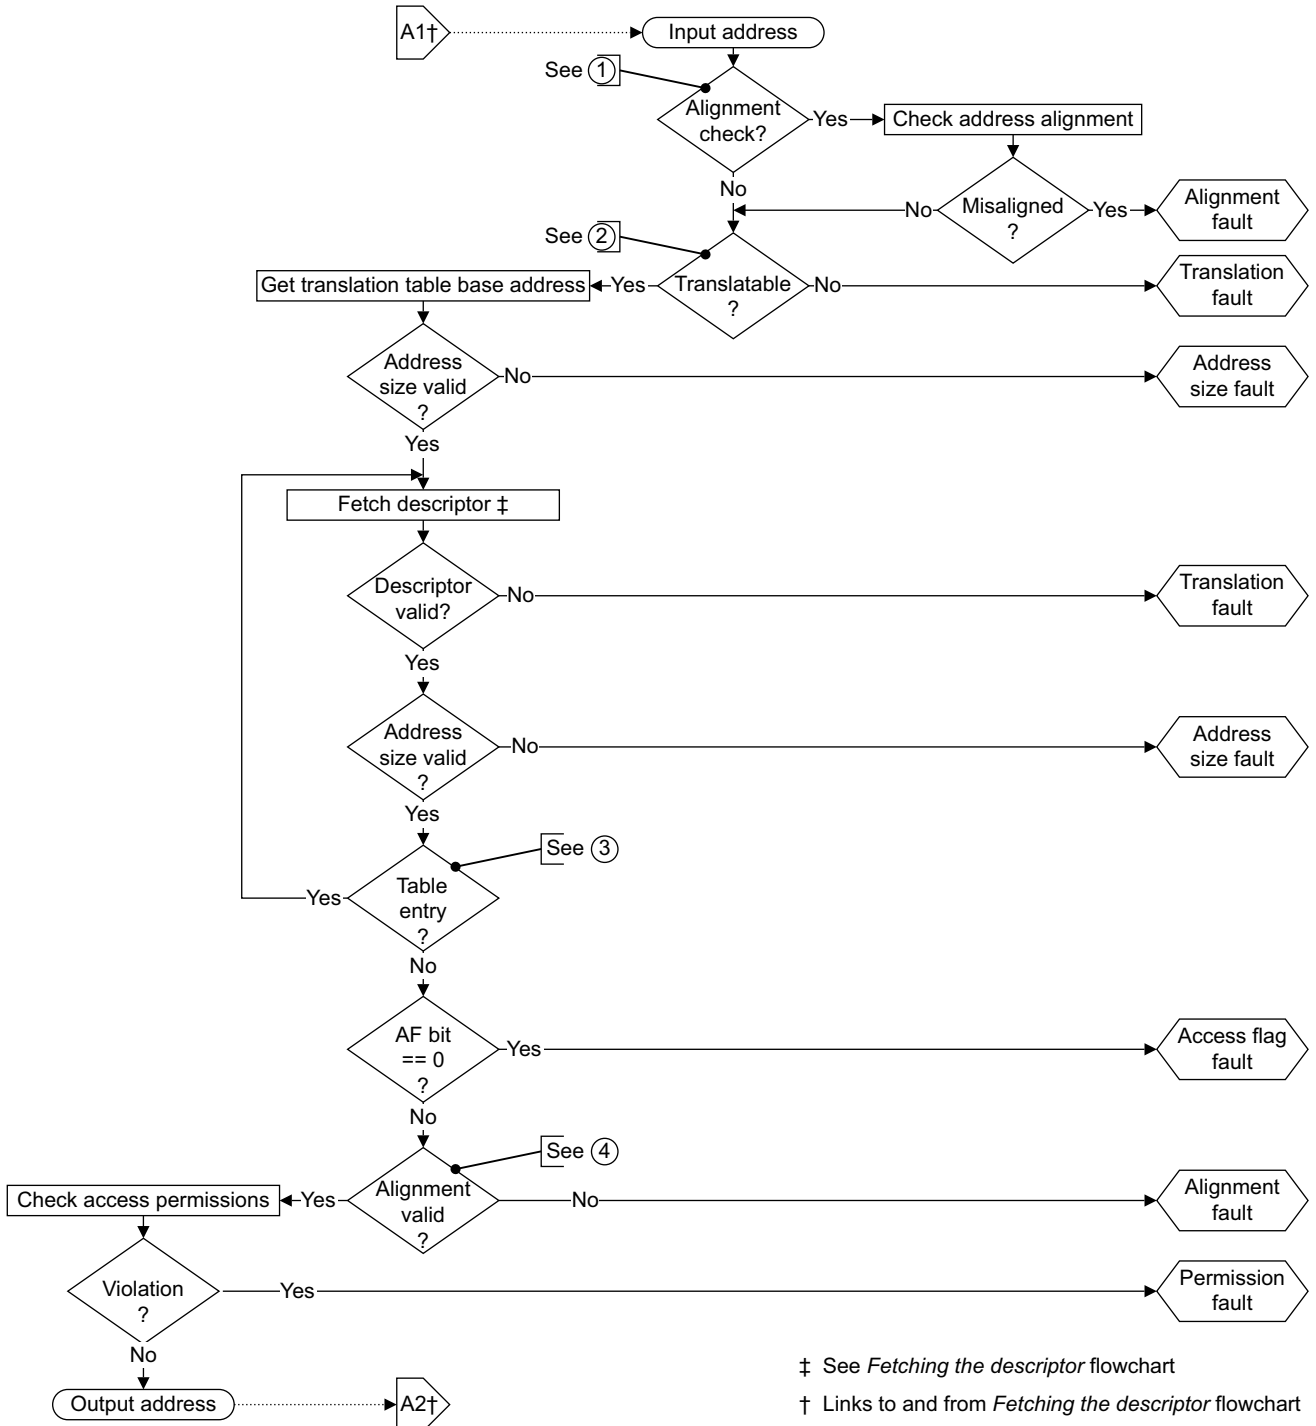 A1†
Input address
See 1
Alignment
check?
Yes
Check address alignment
No
Misaligned
?
No
Yes
Alignment
fault
See 2
Translatable
?
Yes
No
Get translation table base address
Translation
fault
Address
size valid
?
No
Address
size fault
Yes
Fetch descriptor ‡
Descriptor
valid?
No
Translation
fault
Yes
Address
size valid
?
No
Address
size fault
Yes
See 3
Table
entry
?
Yes
No
AF bit
== 0
?
Yes
Access flag
fault
No
See 4
Alignment
valid
?
Yes
No
Check access permissions
Alignment
fault
Violation
?
Yes
Permission
fault
No
Output address
A2†
‡ See Fetching the descriptor flowchart
† Links to and from Fetching the descriptor flowchart